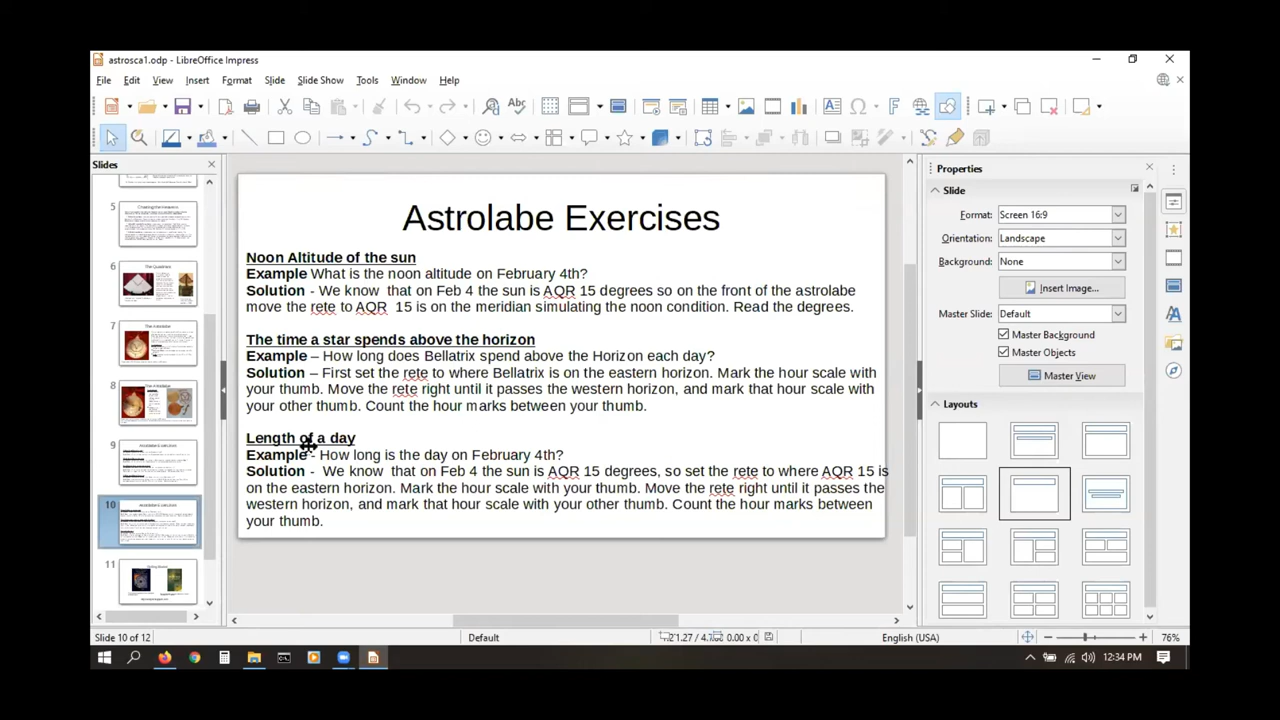 astrosca1.odp - LibreOffice Impress
File Edit View Insert Format Slide Slide Show Tools Window Help
Slides
5
6
7
8
9
10
11
Astrolabe Exercises
Noon Altitude of the sun
Example What is the noon altitude on February 4th?
Solution - We know that on Feb 4 the sun is AQR 15 degrees so on the front of the astrolabe
move the rete to AQR 15 is on the meridian simulating the noon condition. Read the degrees.
The time a star spends above the horizon
Example – How long does Bellatrix spend above the Horizon each day?
Solution – First set the rete to where Bellatrix is on the eastern horizon. Mark the hour scale with
your thumb. Move the rete right until it passes the western horizon, and mark that hour scale with
your other thumb. Count the hour marks between your thumb.
Length of a day
Example - How long is the day on February 4th?
Solution - We know that on Feb 4 the sun is AQR 15 degrees, so set the rete to where AQR 15 is
on the eastern horizon. Mark the hour scale with your thumb. Move the rete right until it passes the
western horizon, and mark that hour scale with your other thumb. Count the hour marks between
your thumb.
Properties
Slide
Format: Screen 16:9
Orientation: Landscape
Background: None
Insert Image...
Master Slide: Default
Master Background
Master Objects
Master View
Layouts
Slide 10 of 12 Default English (USA) 76%
12:34 PM